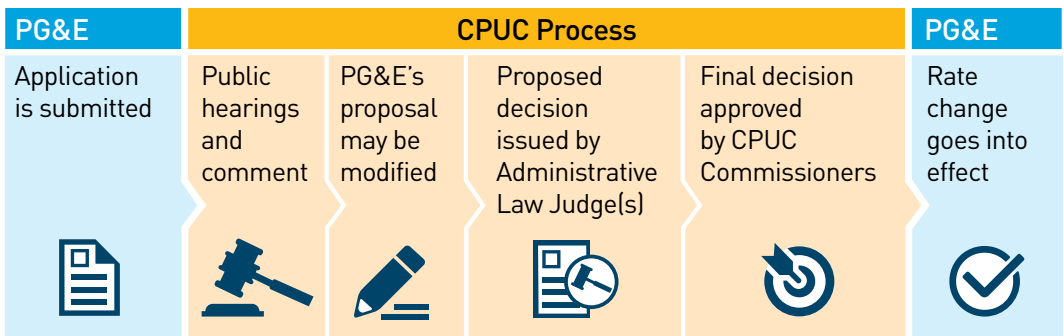 PG&E
CPUC Process
PG&E
Application
is submitted
Public
hearings
and
comment
PG&E’s
proposal
may be
modified
Proposed
decision
issued by
Administrative
Law Judge(s)
Final decision
approved
by CPUC
Commissioners
Rate
change
goes into
effect